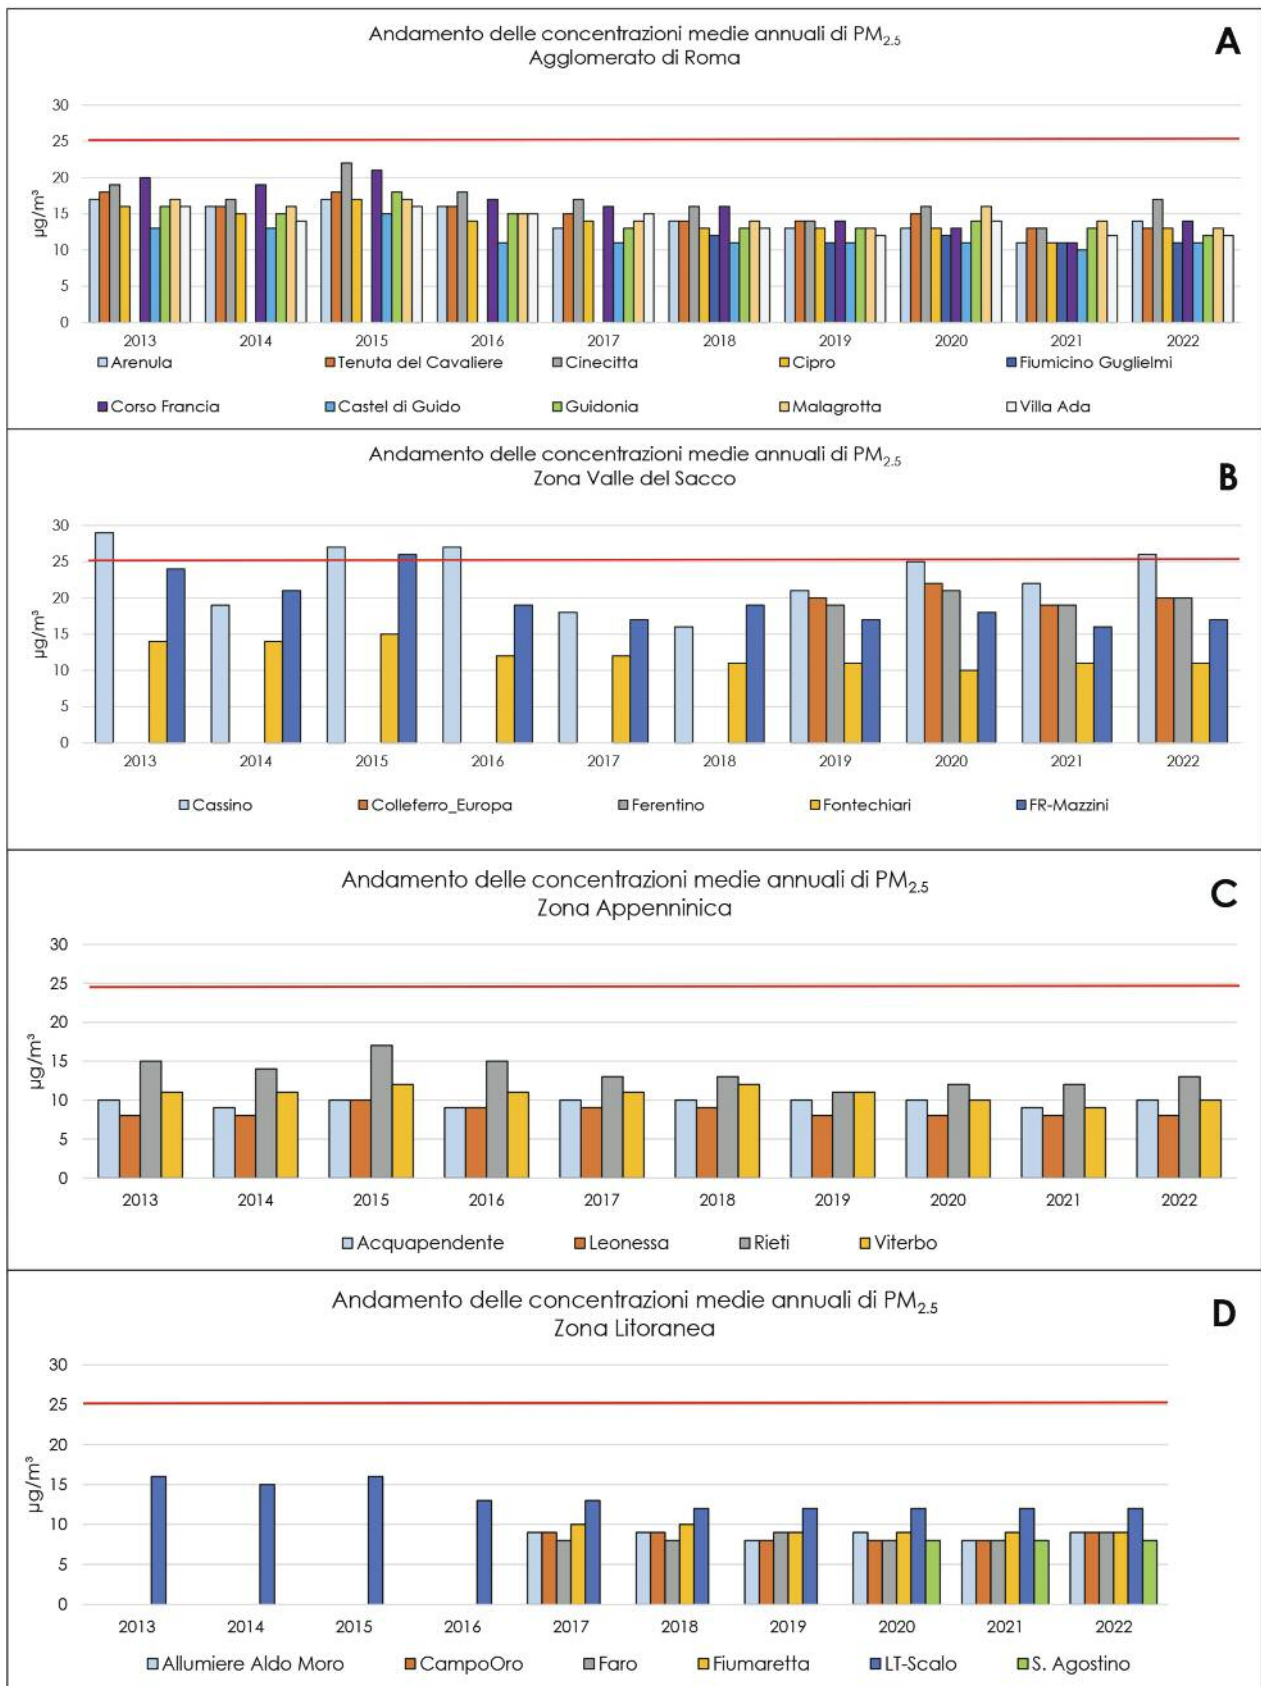 Andamento delle concentrazioni medie annuali di PM2.5
Agglomerato di Roma
A
30
25
20
15
10
5
0
µg/m³
2013 2014 2015 2016 2017 2018 2019 2020 2021 2022
Arenula Tenuta del Cavaliere Cinecitta Cipro Fiumicino Guglielmi
Corso Francia Castel di Guido Guidonia Malagrotta Villa Ada
Andamento delle concentrazioni medie annuali di PM2.5
Zona Valle del Sacco
B
30
25
20
15
10
5
0
µg/m³
2013 2014 2015 2016 2017 2018 2019 2020 2021 2022
Cassino Colleferro_Europa Ferentino Fontechiari FR-Mazzini
Andamento delle concentrazioni medie annuali di PM2.5
Zona Appenninica
C
30
25
20
15
10
5
0
µg/m³
2013 2014 2015 2016 2017 2018 2019 2020 2021 2022
Acquapendente Leonessa Rieti Viterbo
Andamento delle concentrazioni medie annuali di PM2.5
Zona Litoranea
D
30
25
20
15
10
5
0
µg/m³
2013 2014 2015 2016 2017 2018 2019 2020 2021 2022
Allumiere Aldo Moro CampoOro Faro Fiumaretta LT-Scalo S. Agostino